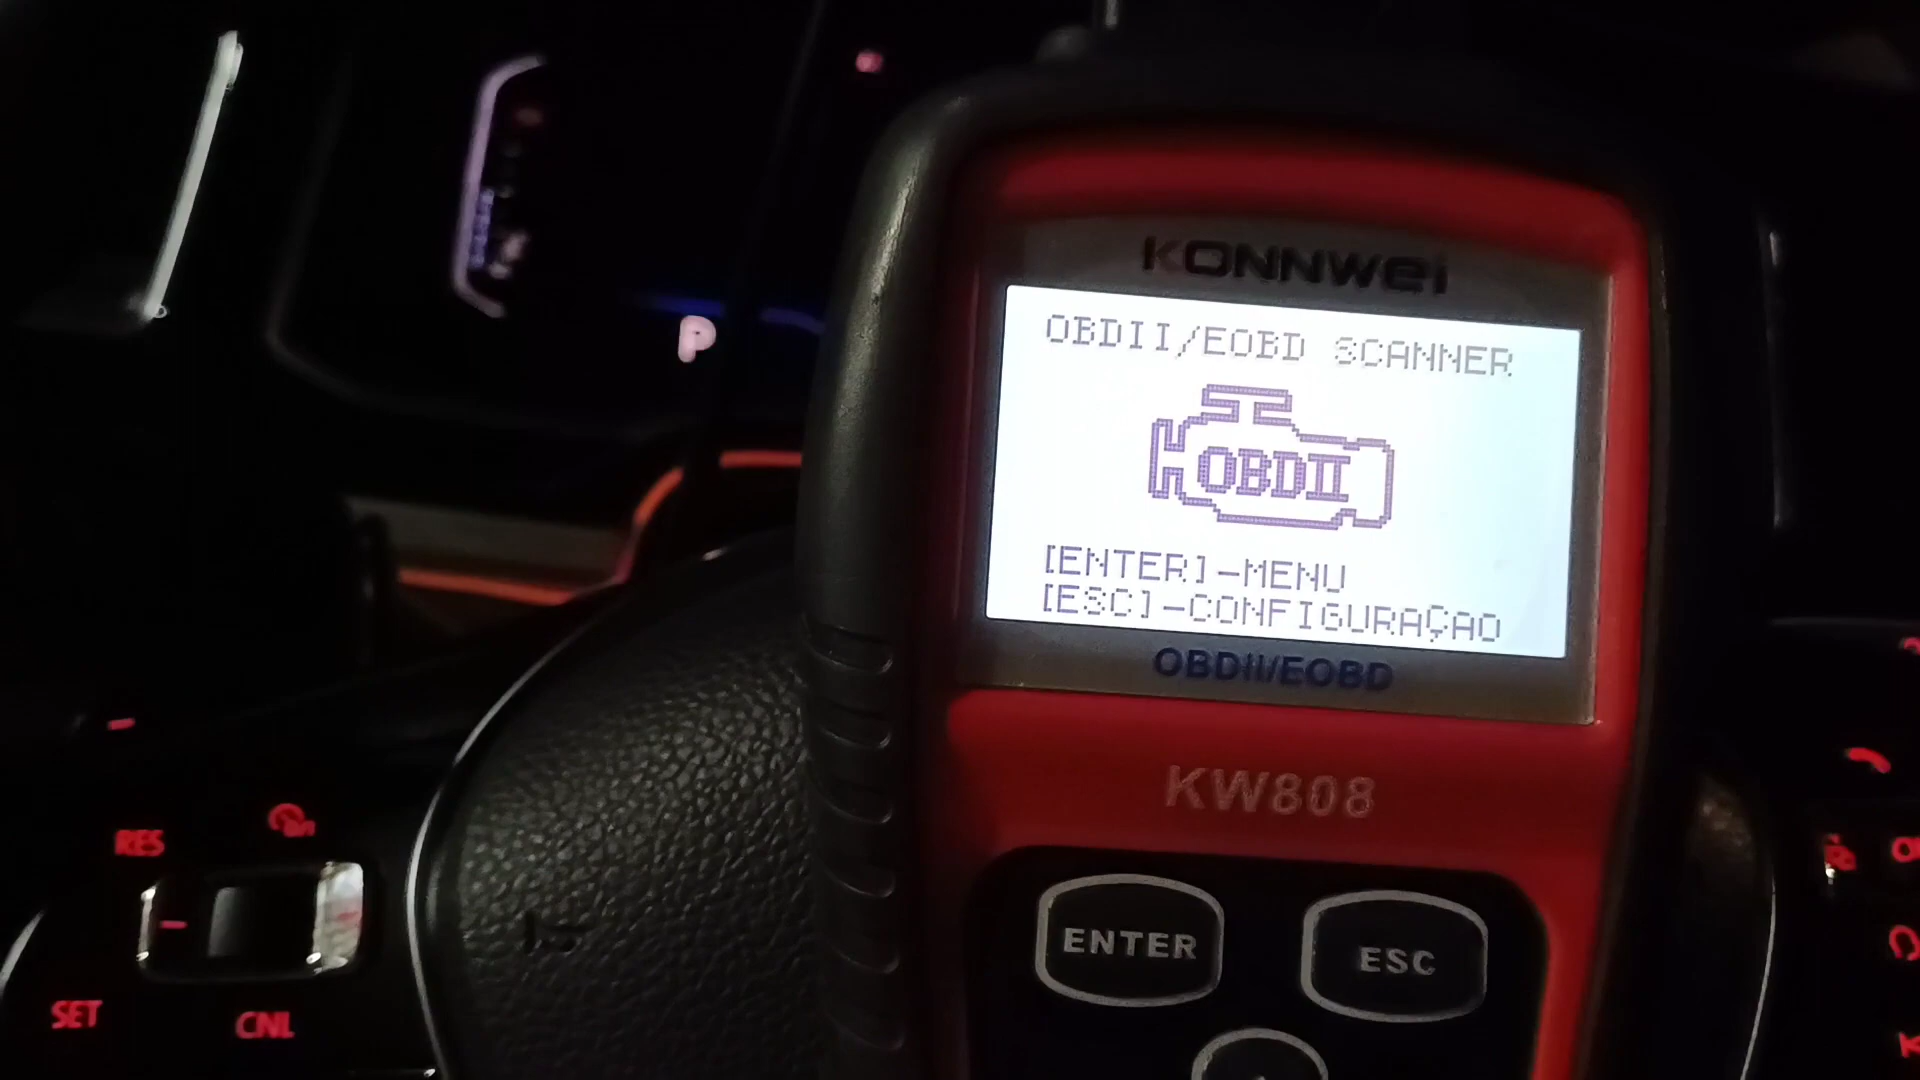 P
KONNWEI
OBDII/EOBD SCANNER
OBDII
[ENTER]-MENU
[ESC]-CONFIGURAÇAO
OBDII/EOBD
KW808
ENTER
ESC
RES
SET
CNL